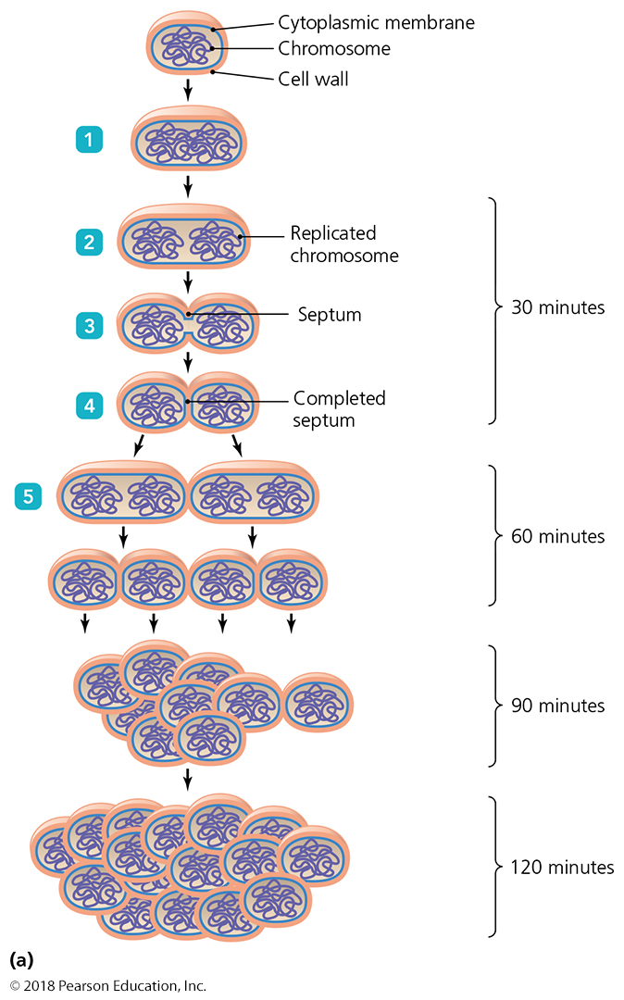 Cytoplasmic membrane
Chromosome
Cell wall
1
2
Replicated
chromosome
30 minutes
3
Septum
4
Completed
septum
5
60 minutes
90 minutes
120 minutes
(a)
© 2018 Pearson Education, Inc.